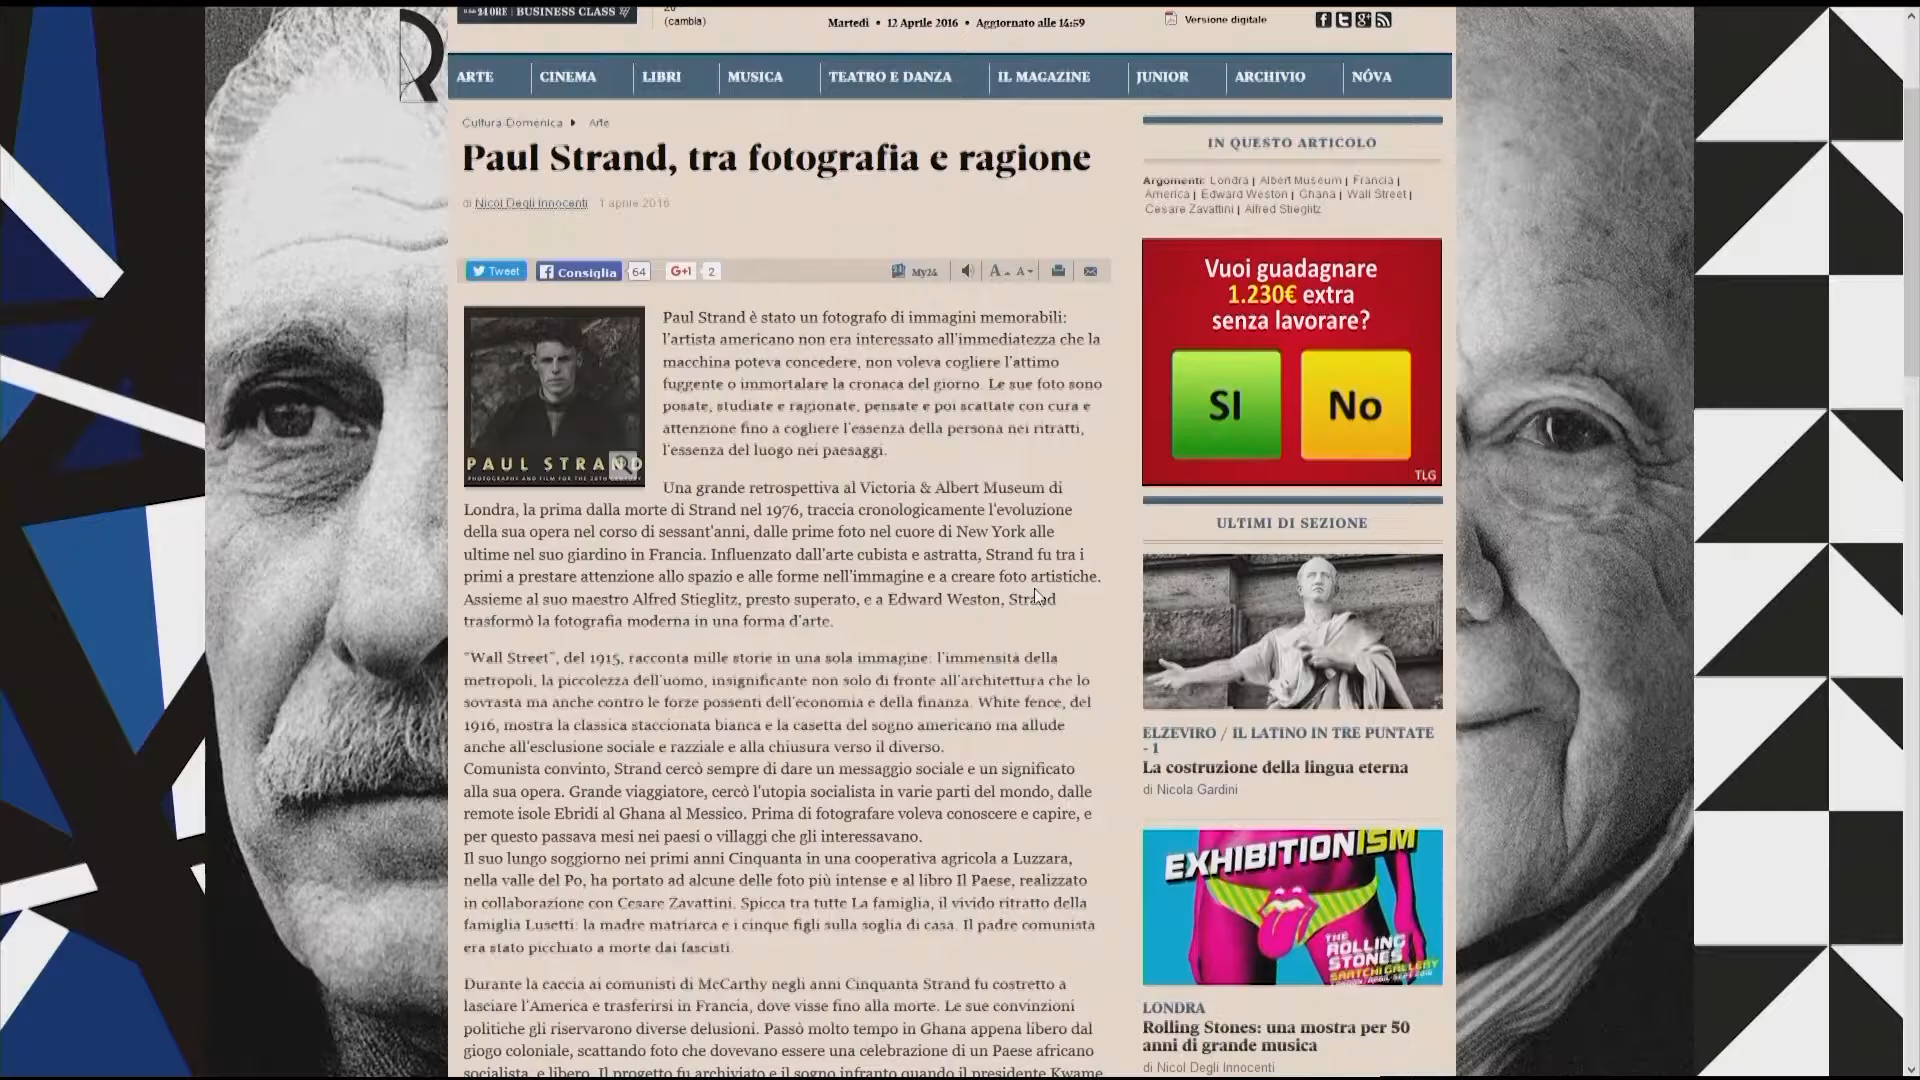 24 ORE | BUSINESS CLASS
(cambia)
Martedì • 12 Aprile 2016 • Aggiornato alle 14:59
Versione digitale
ARTE
CINEMA
LIBRI
MUSICA
TEATRO E DANZA
IL MAGAZINE
JUNIOR
ARCHIVIO
NÓVA
Cultura Domenica
Arte
Paul Strand, tra fotografia e ragione
di Nicol Degli Innocenti 1 aprile 2016
Tweet
Consiglia
64
G+1
2
My24
A
A
PAUL STRAND
PHOTOGRAPHY AND FILM FOR THE 20TH CENTURY
Paul Strand è stato un fotografo di immagini memorabili:
l'artista americano non era interessato all'immediatezza che la
macchina poteva concedere, non voleva cogliere l'attimo
fuggente o immortalare la cronaca del giorno. Le sue foto sono
posate, studiate e ragionate, pensate e poi scattate con cura e
attenzione fino a cogliere l'essenza della persona nei ritratti,
l'essenza del luogo nei paesaggi.
Una grande retrospettiva al Victoria & Albert Museum di
Londra, la prima dalla morte di Strand nel 1976, traccia cronologicamente l'evoluzione
della sua opera nel corso di sessant'anni, dalle prime foto nel cuore di New York alle
ultime nel suo giardino in Francia. Influenzato dall'arte cubista e astratta, Strand fu tra i
primi a prestare attenzione allo spazio e alle forme nell'immagine e a creare foto artistiche.
Assieme al suo maestro Alfred Stieglitz, presto superato, e a Edward Weston, Strand
trasformò la fotografia moderna in una forma d'arte.
"Wall Street", del 1915, racconta mille storie in una sola immagine: l'immensità della
metropoli, la piccolezza dell'uomo, insignificante non solo di fronte all'architettura che lo
sovrasta ma anche contro le forze possenti dell'economia e della finanza. White fence, del
1916, mostra la classica staccionata bianca e la casetta del sogno americano ma allude
anche all'esclusione sociale e razziale e alla chiusura verso il diverso.
Comunista convinto, Strand cercò sempre di dare un messaggio sociale e un significato
alla sua opera. Grande viaggiatore, cercò l'utopia socialista in varie parti del mondo, dalle
remote isole Ebridi al Ghana al Messico. Prima di fotografare voleva conoscere e capire, e
per questo passava mesi nei paesi o villaggi che gli interessavano.
Il suo lungo soggiorno nei primi anni Cinquanta in una cooperativa agricola a Luzzara,
nella valle del Po, ha portato ad alcune delle foto più intense e al libro Il Paese, realizzato
in collaborazione con Cesare Zavattini. Spicca tra tutte La famiglia, il vivido ritratto della
famiglia Lusetti: la madre matriarca e i cinque figli sulla soglia di casa. Il padre comunista
era stato picchiato a morte dai fascisti.
Durante la caccia ai comunisti di McCarthy negli anni Cinquanta Strand fu costretto a
lasciare l'America e trasferirsi in Francia, dove visse fino alla morte. Le sue convinzioni
politiche gli riservarono diverse delusioni. Passò molto tempo in Ghana appena libero dal
giogo coloniale, scattando foto che dovevano essere una celebrazione di un Paese africano
socialista, e libero. Il progetto fu archiviato e il sogno infranto quando il presidente Kwame
IN QUESTO ARTICOLO
Argomenti: Londra | Albert Museum | Francia |
America | Edward Weston | Ghana | Wall Street |
Cesare Zavattini | Alfred Stieglitz
Vuoi guadagnare
1.230€ extra
senza lavorare?
SI
No
TLG
ULTIMI DI SEZIONE
ELZEVIRO / IL LATINO IN TRE PUNTATE
- 1
La costruzione della lingua eterna
di Nicola Gardini
EXHIBITIONISM
THE
ROLLING
STONES
SAATCHI GALLERY
LONDRA
Rolling Stones: una mostra per 50
anni di grande musica
di Nicol Degli Innocenti